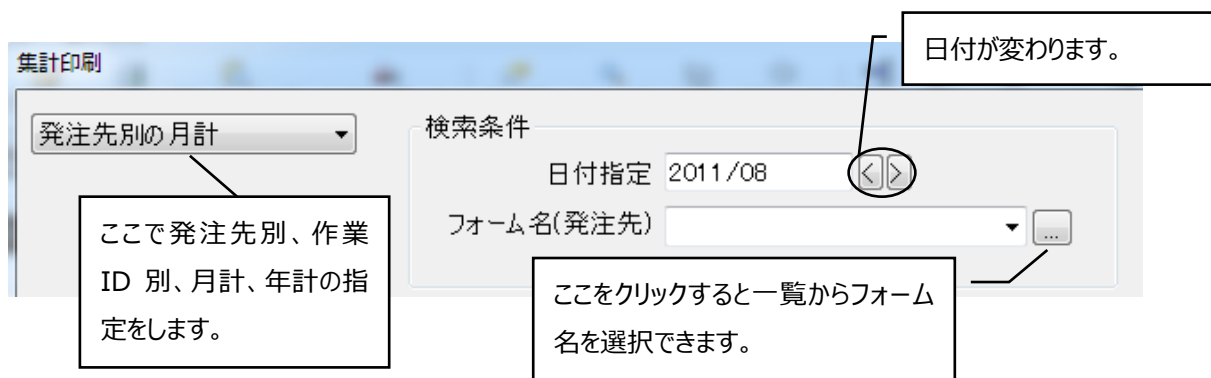 日付が変わります。
集計印刷
発注先別の月計
検索条件
日付指定 2011/08 < >
フォーム名(発注先) ...
ここで発注先別、作業
ID 別、月計、年計の指
定をします。
ここをクリックすると一覧からフォーム
名を選択できます。